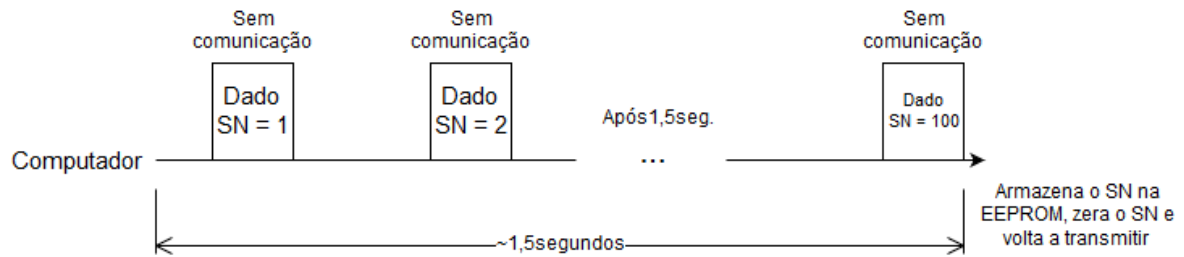 Sem
comunicação
Sem
comunicação
Sem
comunicação
Dado
SN = 1
Dado
SN = 2
Após1,5seg.
...
Dado
SN = 100
Computador
Armazena o SN na
EEPROM, zera o SN e
volta a transmitir
~1,5segundos